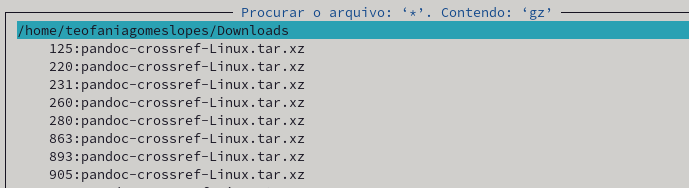 Procurar o arquivo: ‘*’. Contendo: ‘gz’
/home/teofaniagomeslopes/Downloads
125:pandoc-crossref-Linux.tar.xz
220:pandoc-crossref-Linux.tar.xz
231:pandoc-crossref-Linux.tar.xz
260:pandoc-crossref-Linux.tar.xz
280:pandoc-crossref-Linux.tar.xz
863:pandoc-crossref-Linux.tar.xz
893:pandoc-crossref-Linux.tar.xz
905:pandoc-crossref-Linux.tar.xz